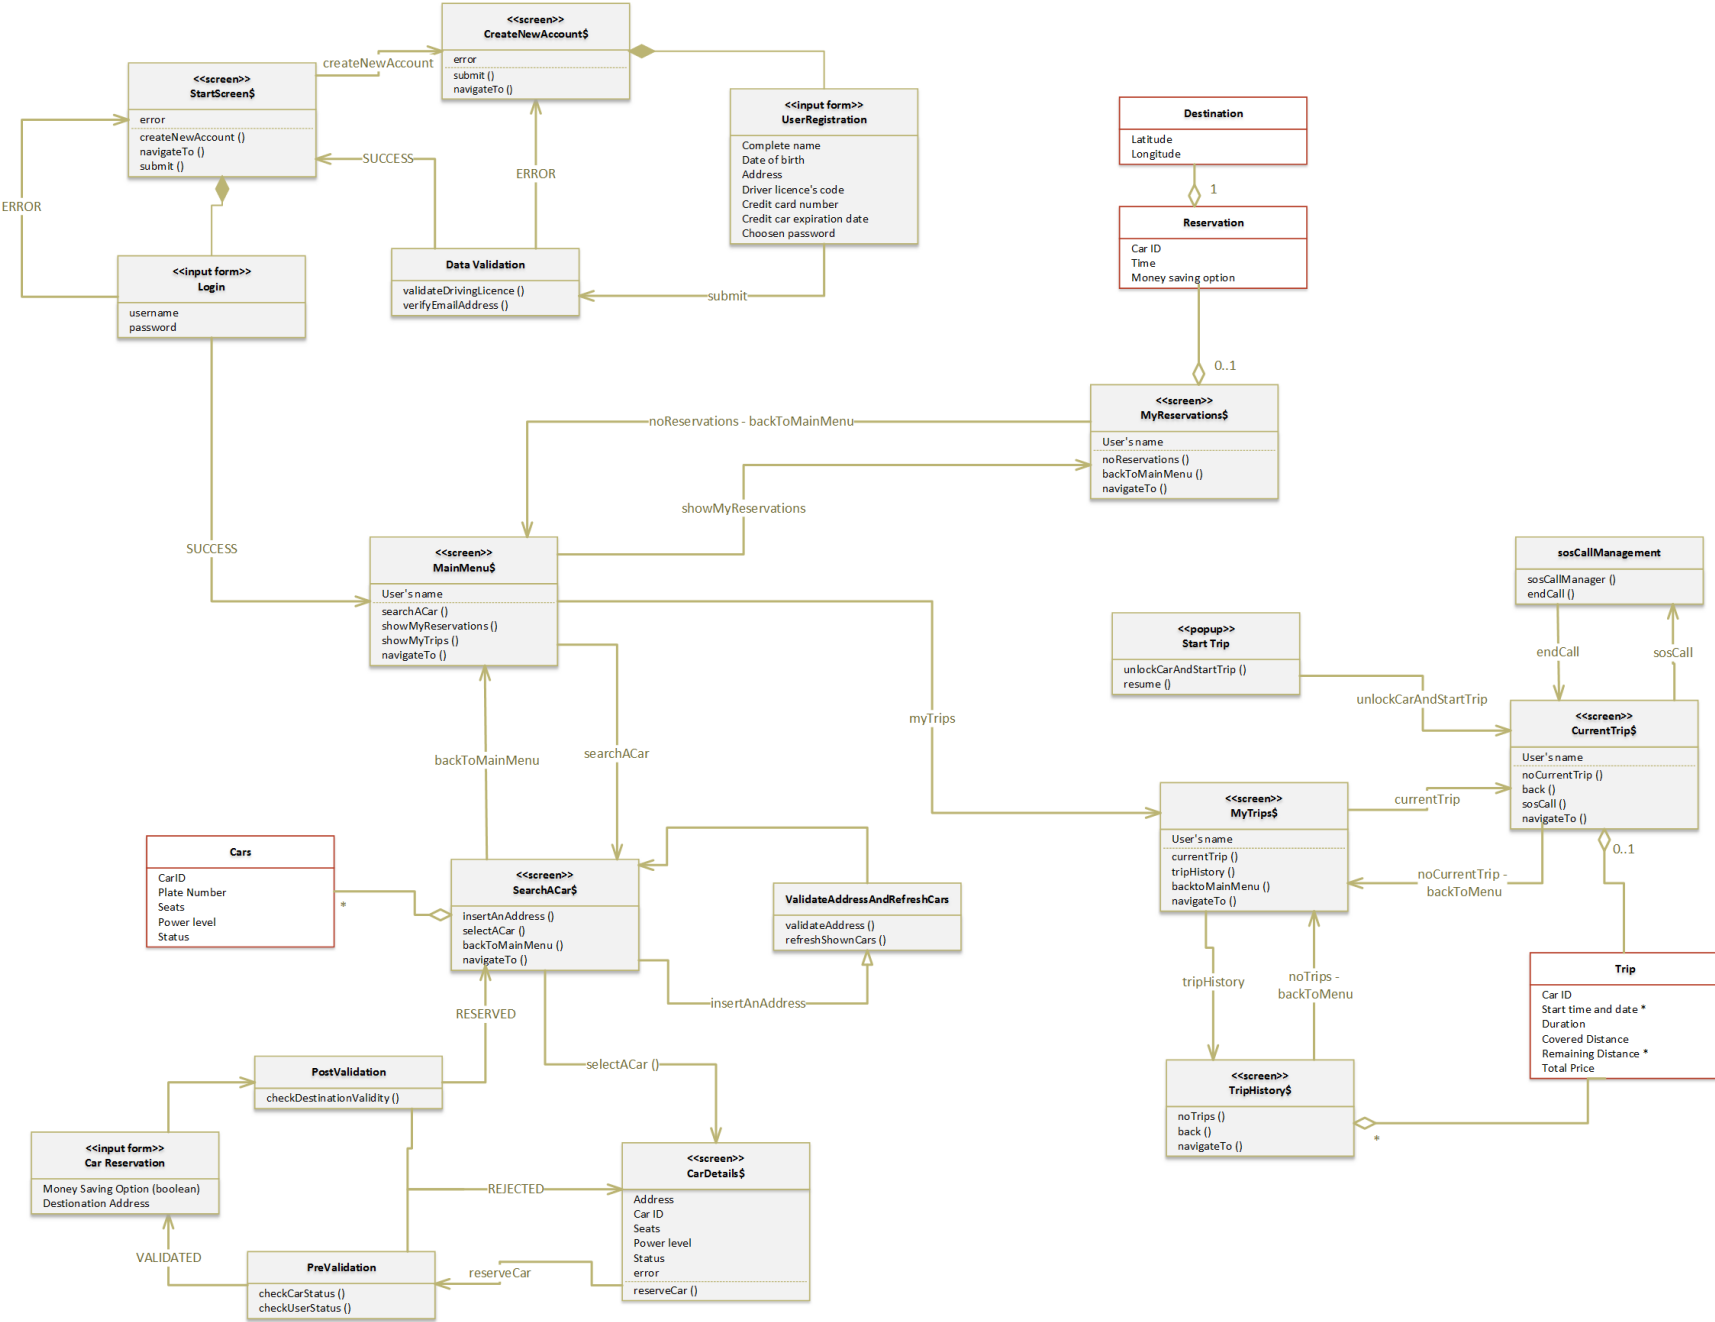 <<screen>>
CreateNewAccount$
error
submit ()
navigateTo ()
createNewAccount
<<screen>>
StartScreen$
error
createNewAccount ()
navigateTo ()
submit ()
<<input form>>
UserRegistration
Complete name
Date of birth
Address
Driver licence's code
Credit card number
Credit car expiration date
Choosen password
Destination
Latitude
Longitude
SUCCESS
ERROR
ERROR
1
Reservation
Car ID
Time
Money saving option
<<input form>>
Login
username
password
Data Validation
validateDrivingLicence ()
verifyEmailAddress ()
submit
0..1
<<screen>>
MyReservations$
User's name
noReservations ()
backToMainMenu ()
navigateTo ()
noReservations - backToMainMenu
showMyReservations
SUCCESS
<<screen>>
MainMenu$
User's name
searchACar ()
showMyReservations ()
showMyTrips ()
navigateTo ()
sosCallManagement
sosCallManager ()
endCall ()
<<popup>>
Start Trip
unlockCarAndStartTrip ()
resume ()
endCall
sosCall
unlockCarAndStartTrip
<<screen>>
CurrentTrip$
User's name
noCurrentTrip ()
back ()
sosCall ()
navigateTo ()
myTrips
backToMainMenu
searchACar
<<screen>>
MyTrips$
User's name
currentTrip ()
tripHistory ()
backtoMainMenu ()
navigateTo ()
currentTrip
0..1
noCurrentTrip -
backToMenu
Cars
CarID
Plate Number
Seats
Power level
Status
*
<<screen>>
SearchACar$
insertAnAddress ()
selectACar ()
backToMainMenu ()
navigateTo ()
ValidateAddressAndRefreshCars
validateAddress ()
refreshShownCars ()
insertAnAddress
RESERVED
tripHistory
noTrips -
backToMenu
Trip
Car ID
Start time and date *
Duration
Covered Distance
Remaining Distance *
Total Price
PostValidation
checkDestinationValidity ()
selectACar ()
<<screen>>
TripHistory$
noTrips ()
back ()
navigateTo ()
*
<<input form>>
Car Reservation
Money Saving Option (boolean)
Destionation Address
REJECTED
<<screen>>
CarDetails$
Address
Car ID
Seats
Power level
Status
error
reserveCar ()
VALIDATED
PreValidation
checkCarStatus ()
checkUserStatus ()
reserveCar